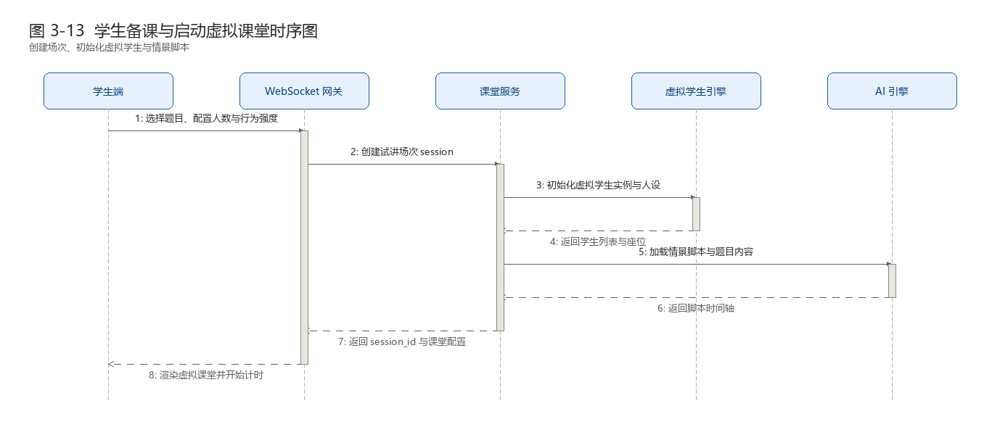 图 3-13 学生备课与启动虚拟课堂时序图
创建场次、初始化虚拟学生与情景脚本
学生端
WebSocket 网关
课堂服务
虚拟学生引擎
AI 引擎
1: 选择题目、配置人数与行为强度
2: 创建试讲场次 session
3: 初始化虚拟学生实例与人设
4: 返回学生列表与座位
5: 加载情景脚本与题目内容
6: 返回脚本时间轴
7: 返回 session_id 与课堂配置
8: 渲染虚拟课堂并开始计时